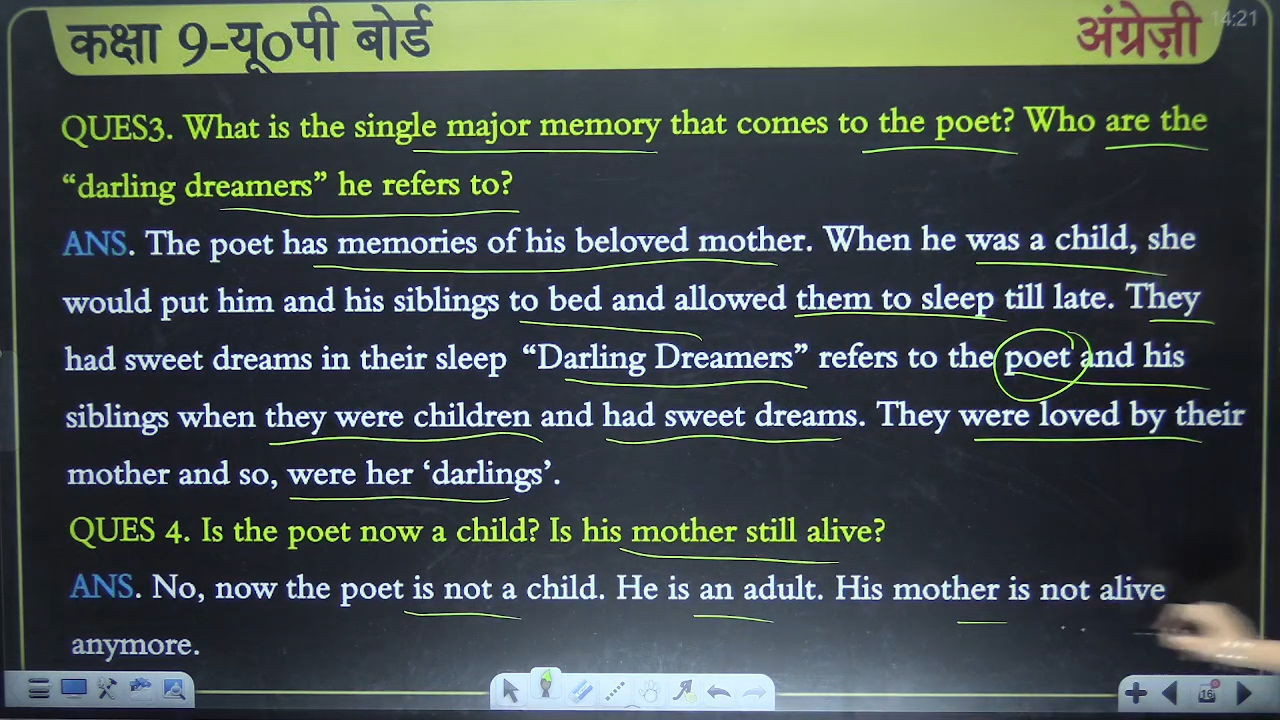 कक्षा 9-यू०पी बोर्ड
अंग्रेज़ी
14:21
QUES3. What is the single major memory that comes to the poet? Who are the
“darling dreamers” he refers to?
ANS. The poet has memories of his beloved mother. When he was a child, she
would put him and his siblings to bed and allowed them to sleep till late. They
had sweet dreams in their sleep “Darling Dreamers” refers to the poet and his
siblings when they were children and had sweet dreams. They were loved by their
mother and so, were her ‘darlings’.
QUES 4. Is the poet now a child? Is his mother still alive?
ANS. No, now the poet is not a child. He is an adult. His mother is not alive
anymore.
16